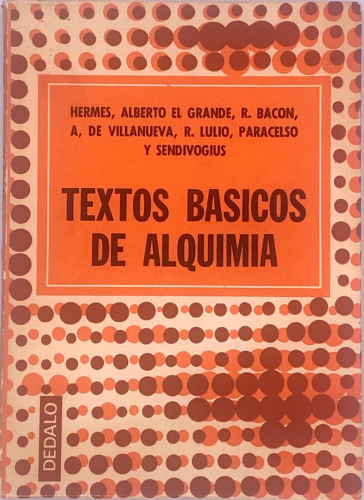 HERMES, ALBERTO EL GRANDE, R. BACON,
A, DE VILLANUEVA, R. LULIO, PARACELSO
Y SENDIVOGIUS
TEXTOS BASICOS
DE ALQUIMIA
DEDALO